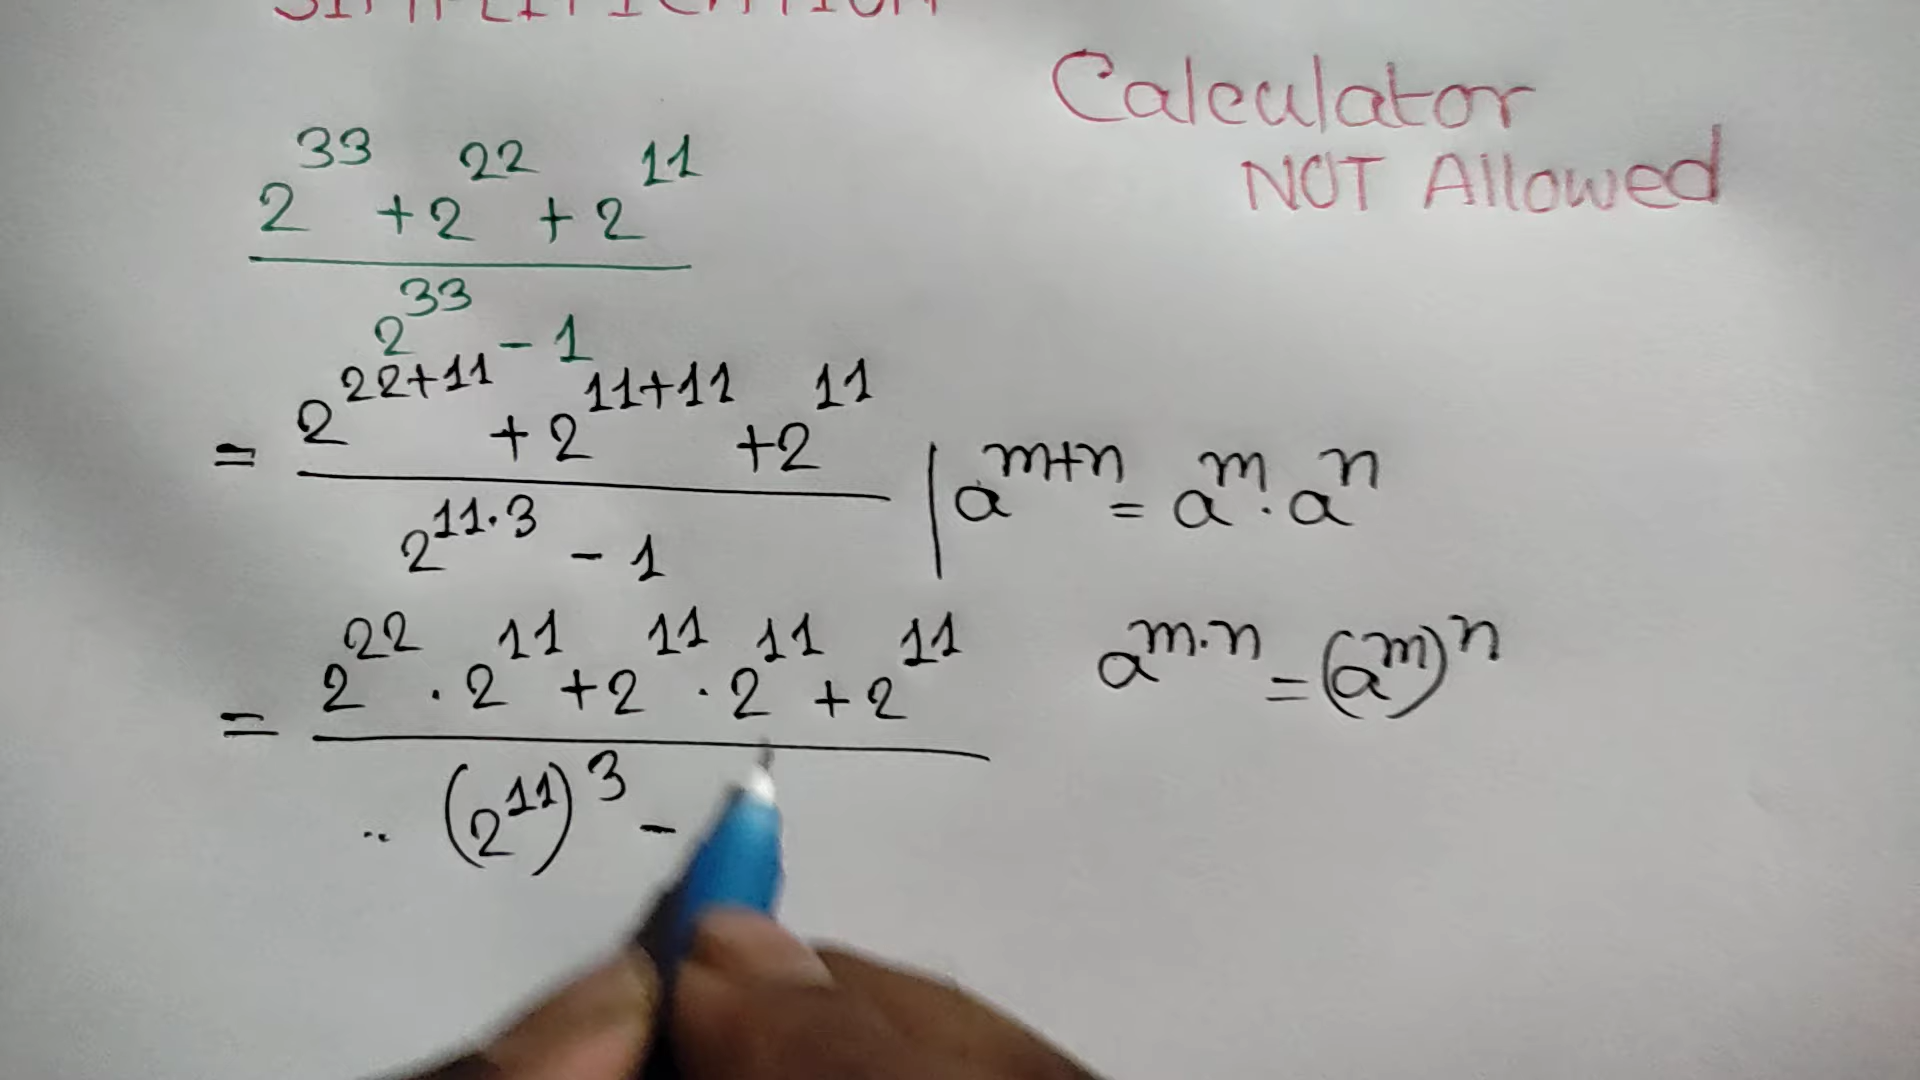 SIMPLIFICATION
Calculator
NOT Allowed
2^33 + 2^22 + 2^11
2^33 - 1
= 2^22+11 + 2^11+11 + 2^11
2^11·3 - 1
a^m+n = a^m · a^n
= 2^22 · 2^11 + 2^11 · 2^11 + 2^11
(2^11)^3 -
a^m·n = (a^m)^n